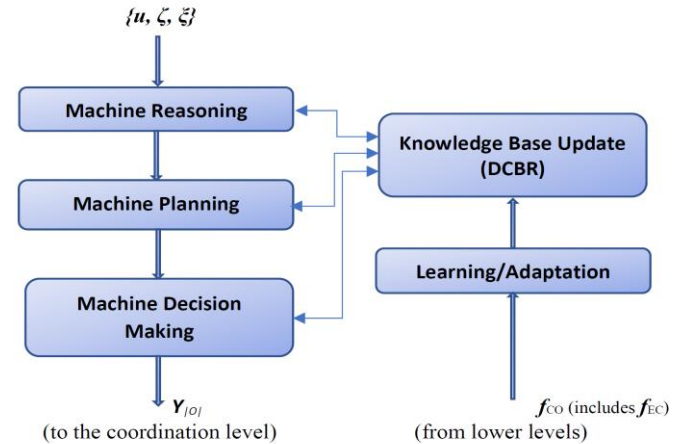 {u, ζ, ξ}
Machine Reasoning
Machine Planning
Machine Decision
Making
Y|O|
(to the coordination level)
Knowledge Base Update
(DCBR)
Learning/Adaptation
fCO (includes fEC)
(from lower levels)